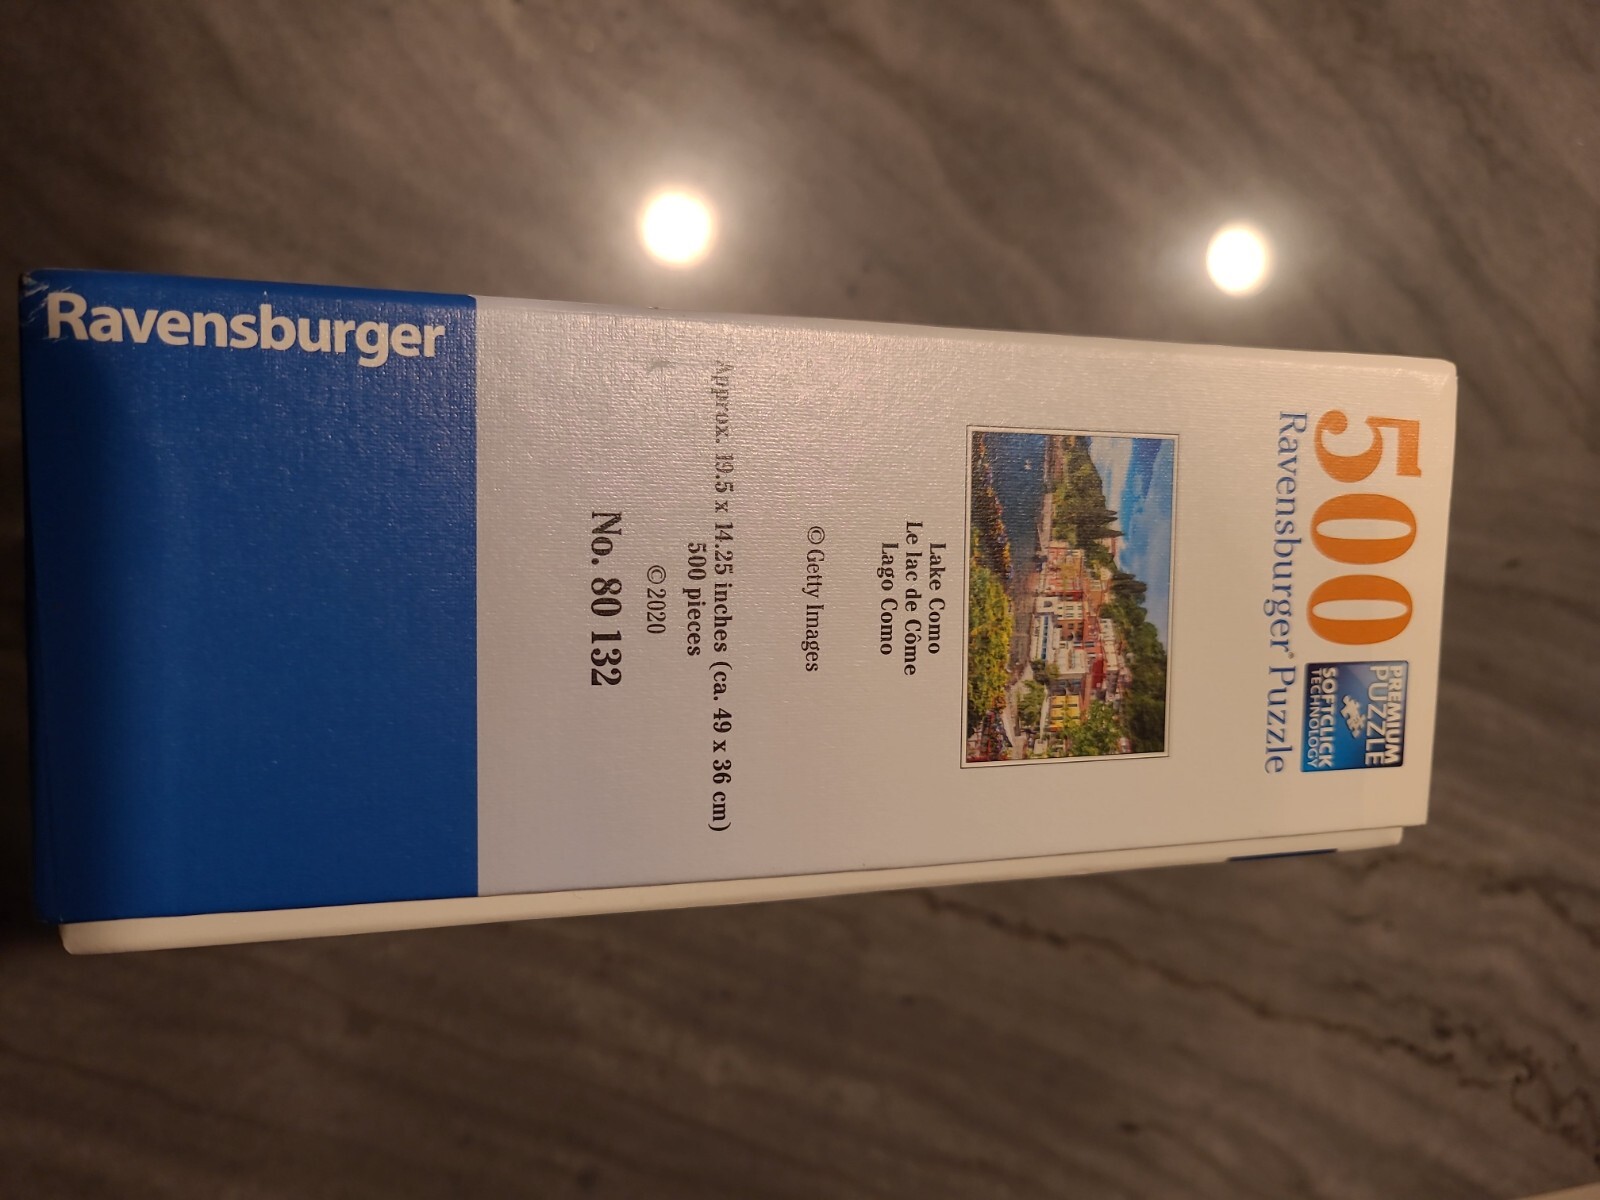 500
PREMIUM
PUZZLE
SOFTCLICK
TECHNOLOGY
Ravensburger® Puzzle
Lake Como
Le lac de Côme
Lago Como
© Getty Images
Approx. 19.5 x 14.25 inches (ca. 49 x 36 cm)
500 pieces
©2020
No. 80 132
Ravensburger